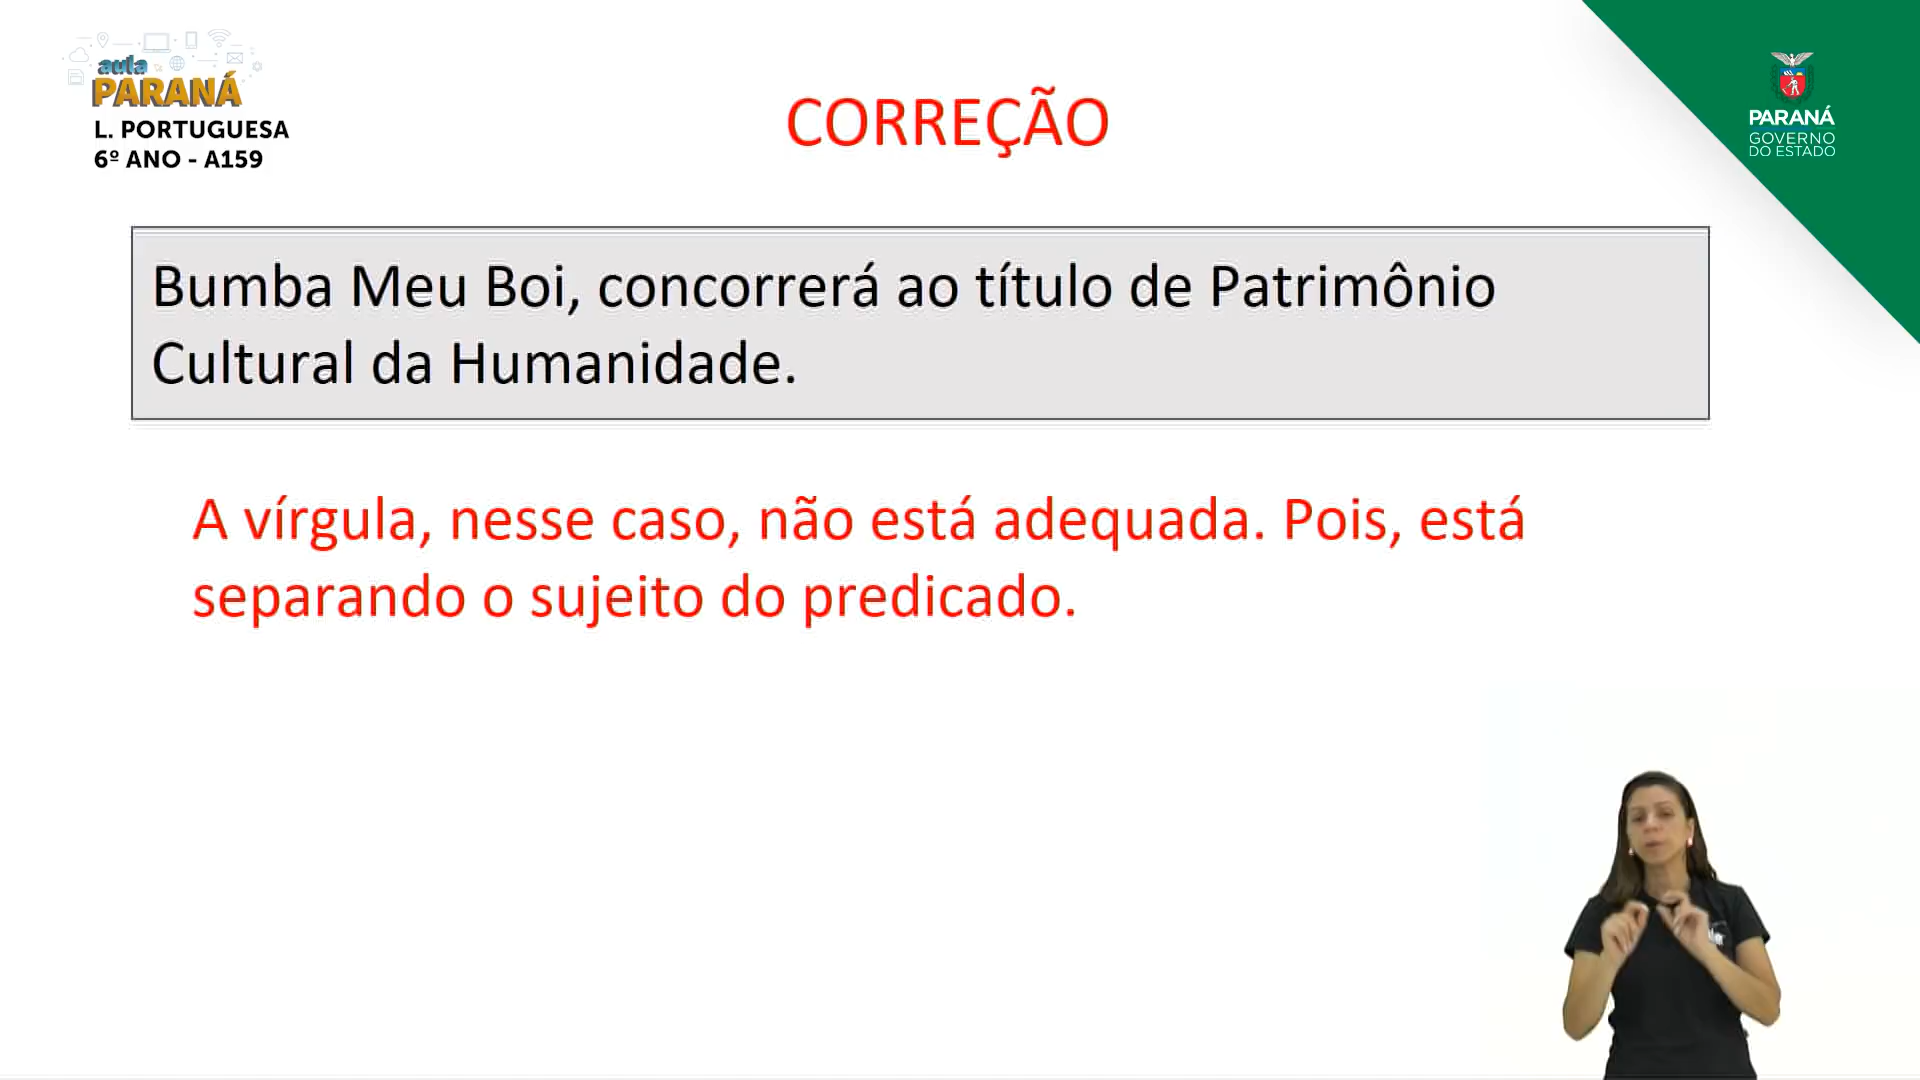 aula
PARANÁ
L. PORTUGUESA
6º ANO - A159
CORREÇÃO
PARANÁ
GOVERNO
DO ESTADO
Bumba Meu Boi, concorrerá ao título de Patrimônio
Cultural da Humanidade.
A vírgula, nesse caso, não está adequada. Pois, está
separando o sujeito do predicado.